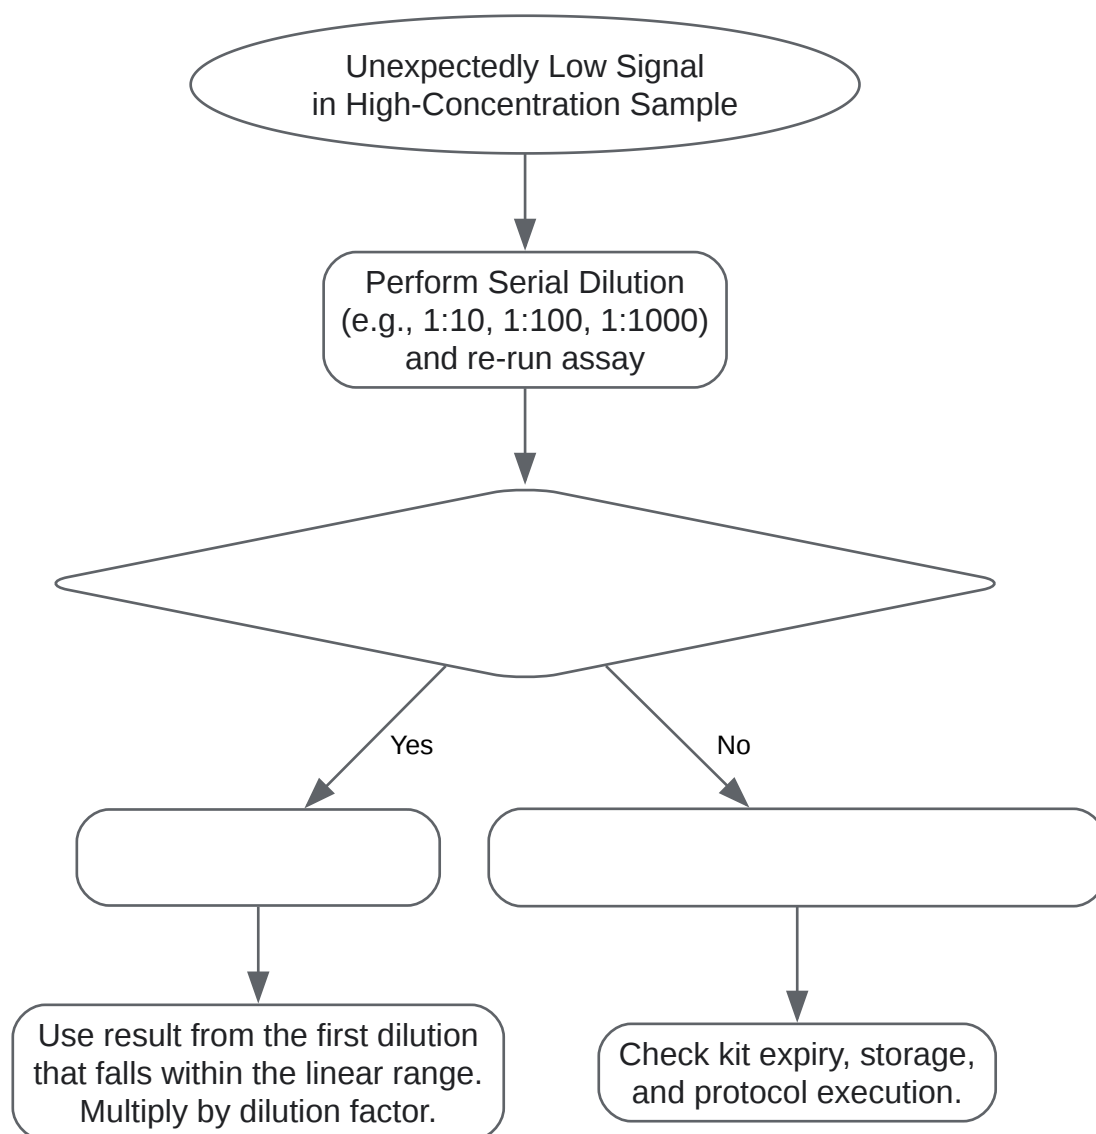 Unexpectedly Low Signal
in High-Concentration Sample
Perform Serial Dilution
(e.g., 1:10, 1:100, 1:1000)
and re-run assay
Yes
No
Use result from the first dilution
that falls within the linear range.
Multiply by dilution factor.
Check kit expiry, storage,
and protocol execution.